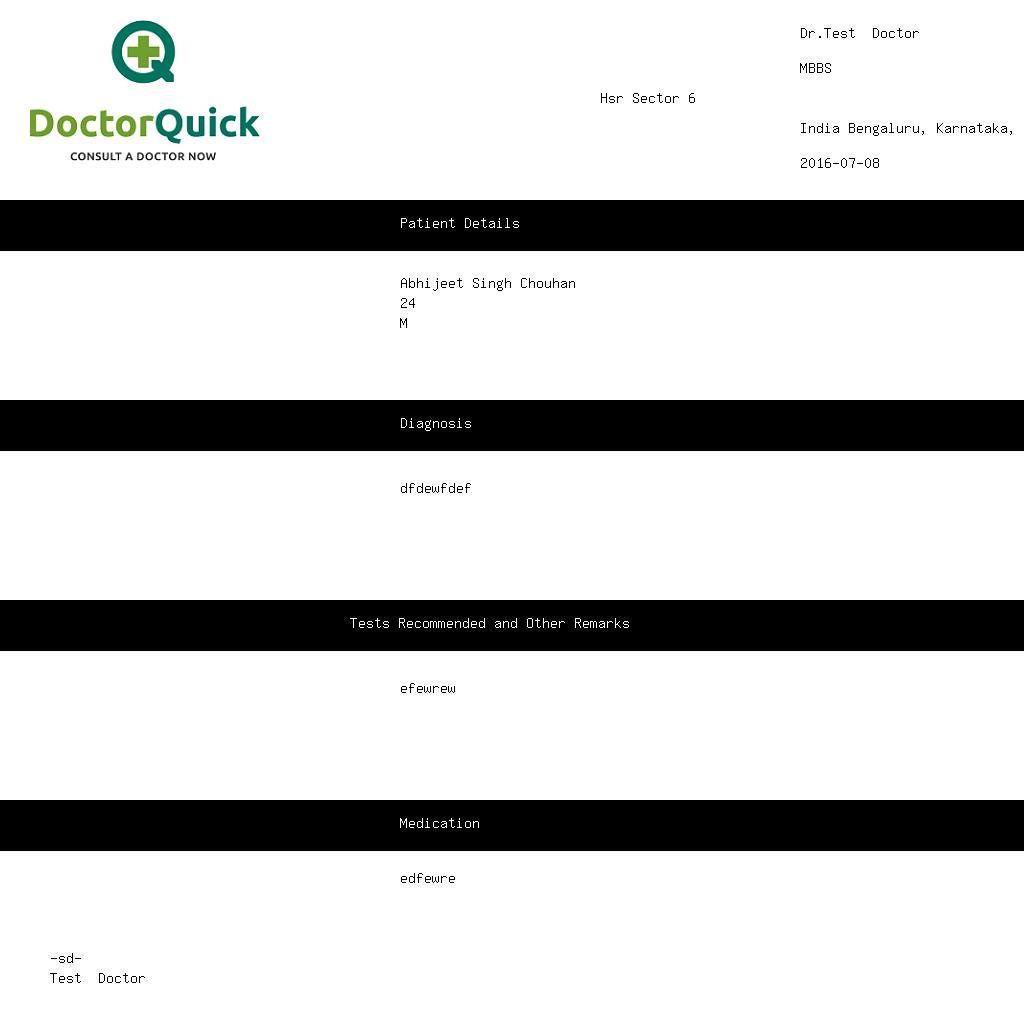 DoctorQuick
CONSULT A DOCTOR NOW
Dr.Test  Doctor
MBBS
Hsr Sector 6
India Bengaluru, Karnataka,
2016-07-08
Patient Details
Abhijeet Singh Chouhan
24
M
Diagnosis
dfdewfdef
Tests Recommended and Other Remarks
efewrew
Medication
edfewre
-sd-
Test  Doctor